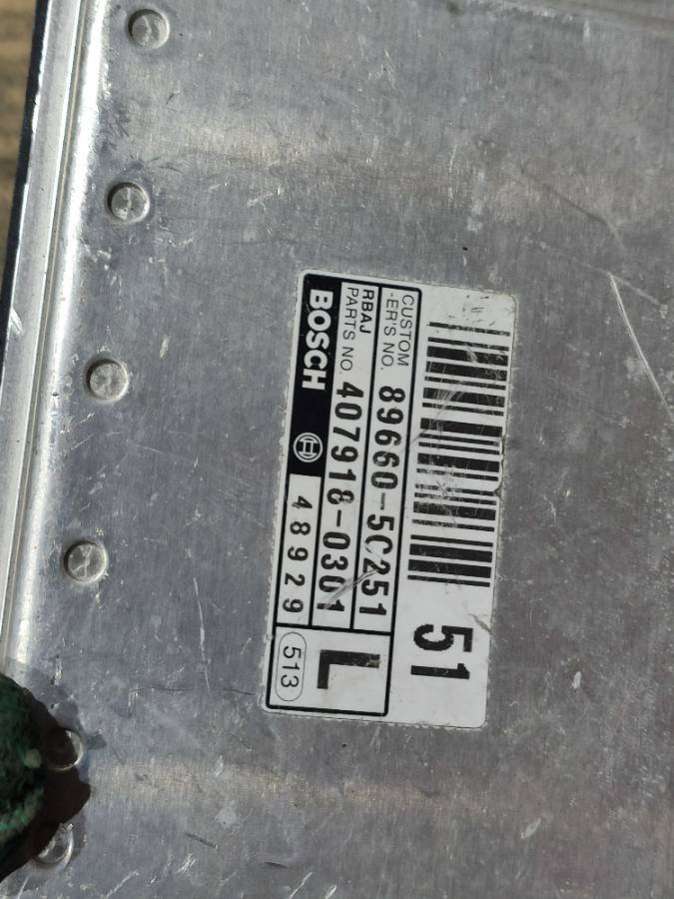 51
CUSTOM
-ER'S NO. 89660-5C251
RBAJ
PARTS NO. 407918-0301
L
BOSCH
48929
513